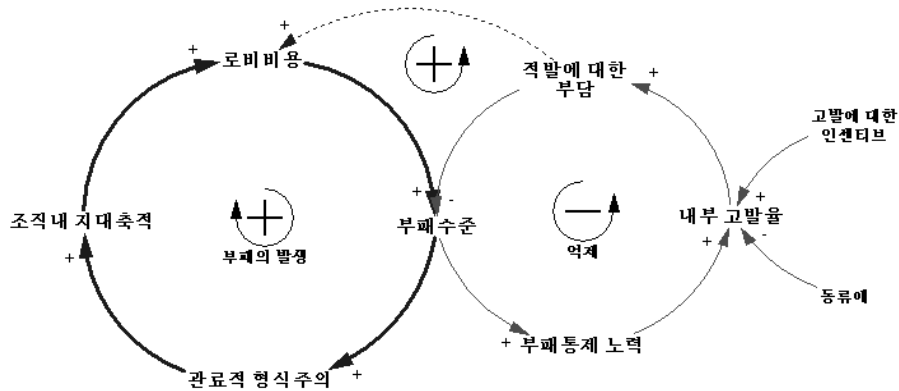 +
로비비용
+
적발에 대한
부담
+
고발에 대한
인센티브
조직내 지대축적
+
부패의 발생
+
부패수준
-
−
억제
+
내부 고발율
+
-
+
동류애
+
부패통제 노력
관료적 형식주의
+
+
+